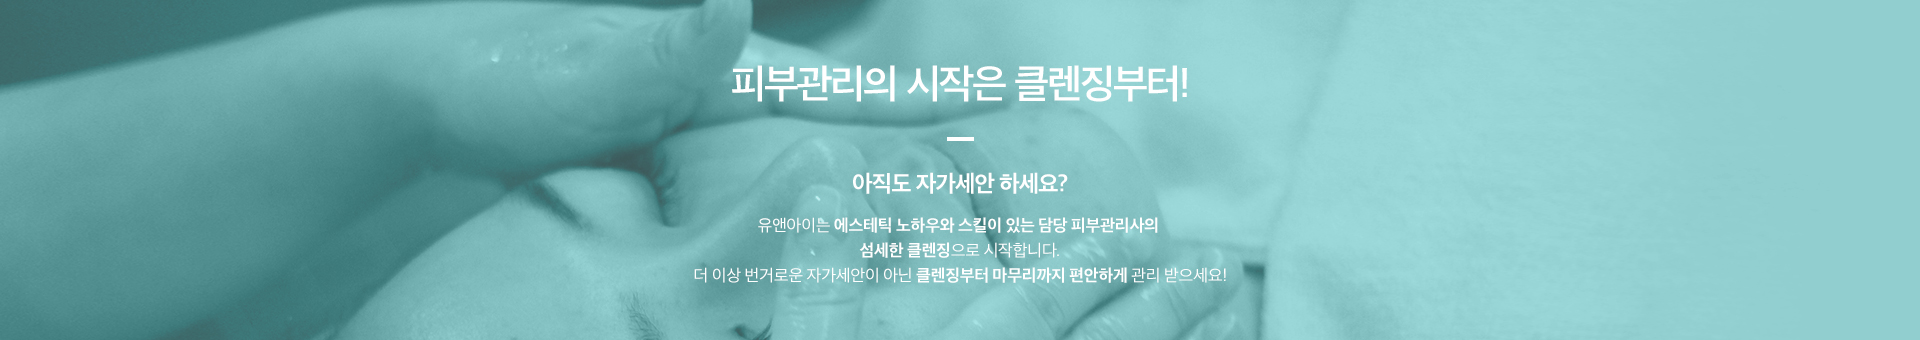 피부관리의 시작은 클렌징부터!
아직도 자가세안 하세요?
유앤아이는 에스테틱 노하우와 스킬이 있는 담당 피부관리사의
섬세한 클렌징으로 시작합니다.
더 이상 번거로운 자가세안이 아닌 클렌징부터 마무리까지 편안하게 관리 받으세요!